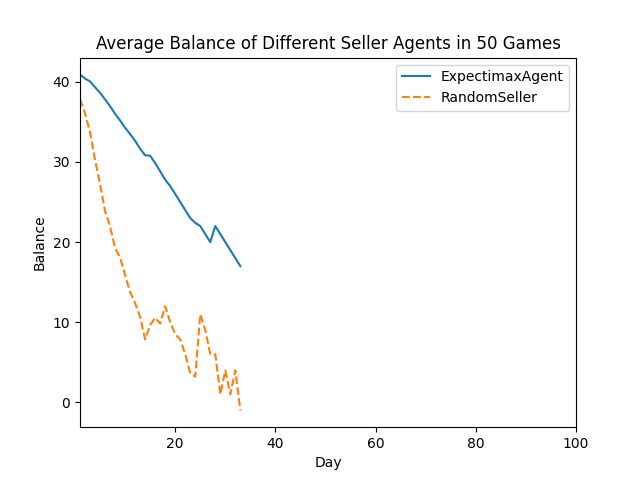 Average Balance of Different Seller Agents in 50 Games
ExpectimaxAgent
RandomSeller
40
30
20
10
0
Balance
20 40 60 80 100
Day